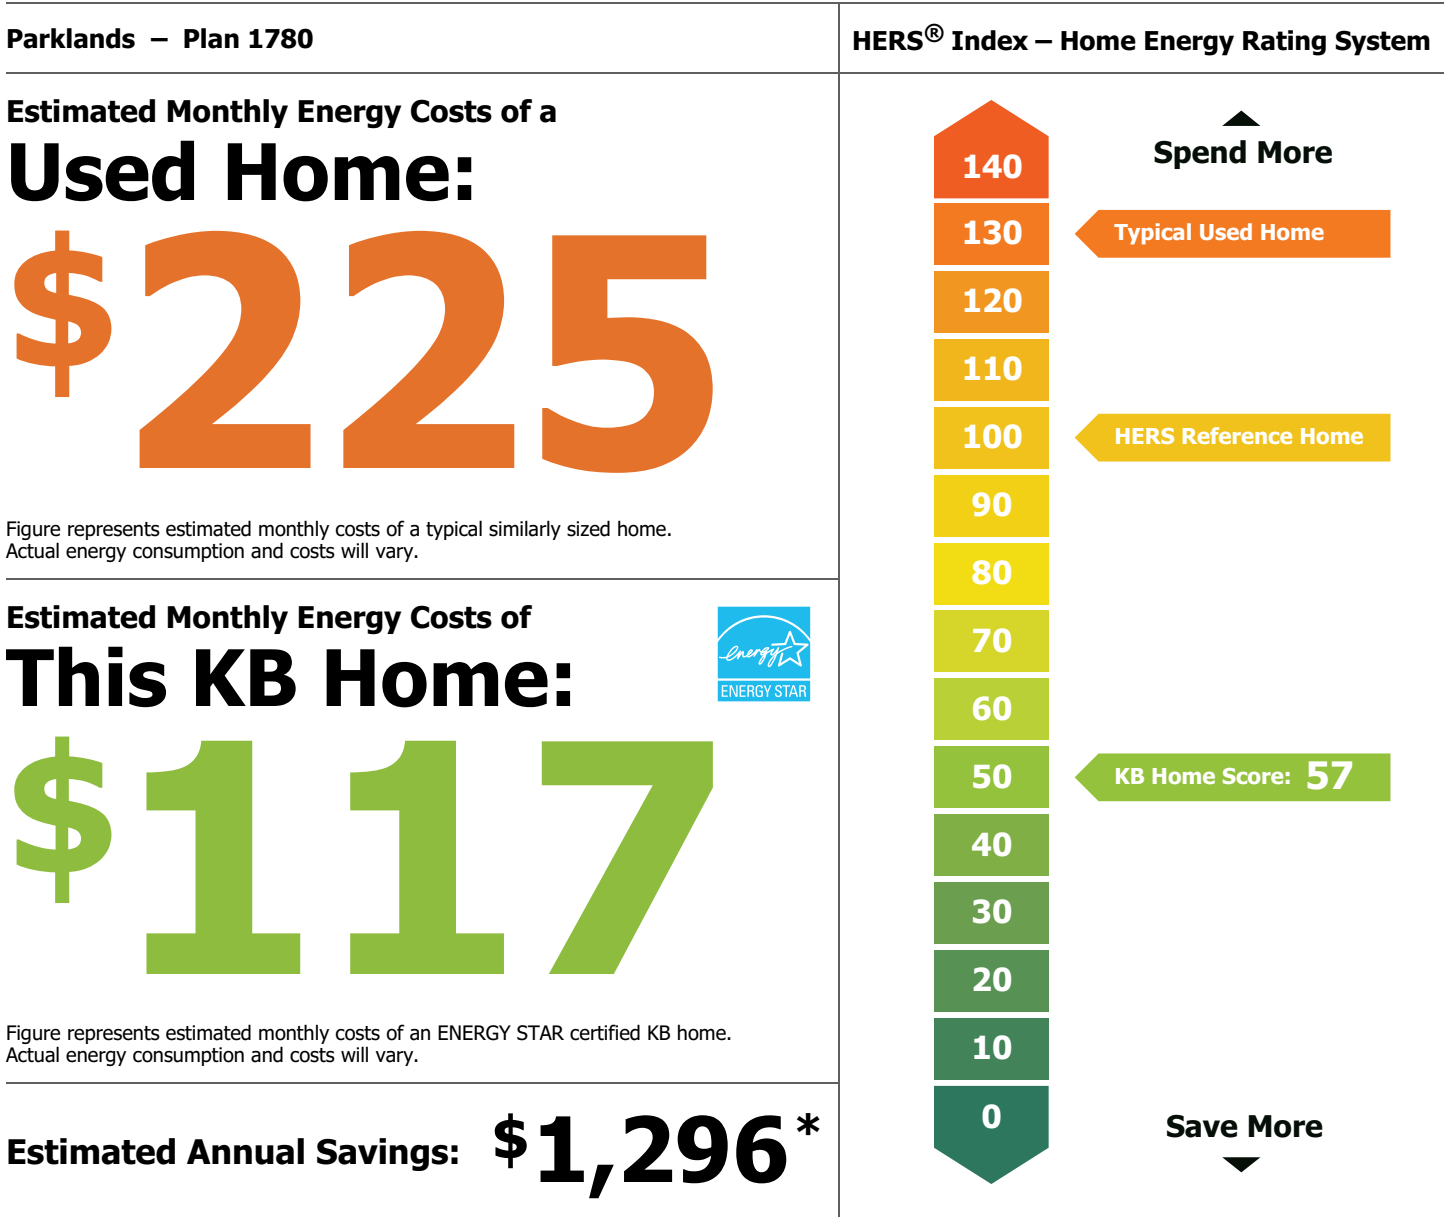 Parklands – Plan 1780
Estimated Monthly Energy Costs of a
Used Home:
$225
Figure represents estimated monthly costs of a typical similarly sized home.
Actual energy consumption and costs will vary.
Estimated Monthly Energy Costs of
This KB Home:
energy
ENERGY STAR
$117
Figure represents estimated monthly costs of an ENERGY STAR certified KB home.
Actual energy consumption and costs will vary.
Estimated Annual Savings: $1,296*
HERS® Index – Home Energy Rating System
Spend More
140
130 Typical Used Home
120
110
100 HERS Reference Home
90
80
70
60
50 KB Home Score: 57
40
30
20
10
0
Save More